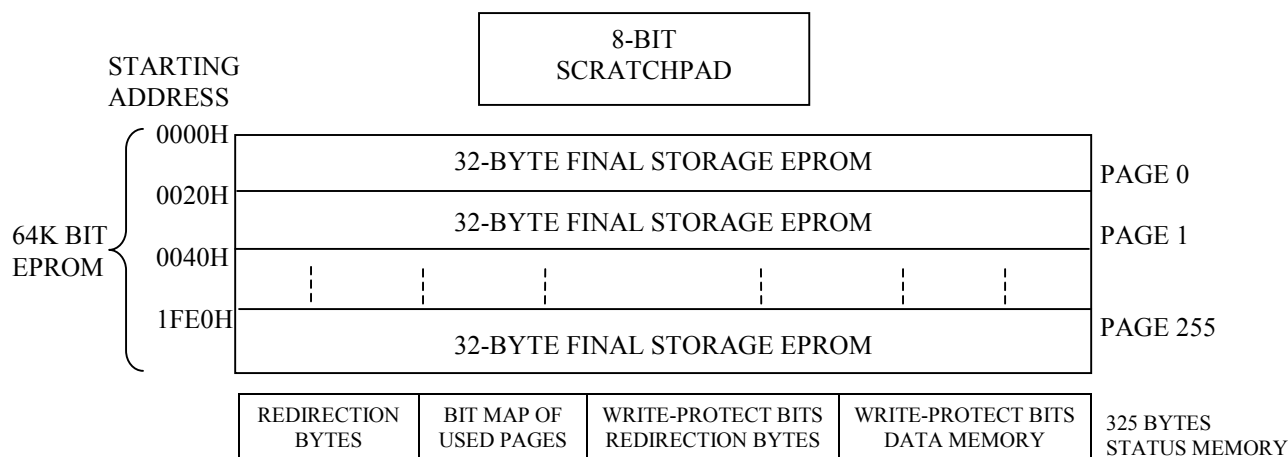 8-BIT
SCRATCHPAD
STARTING
ADDRESS
0000H
32-BYTE FINAL STORAGE EPROM
PAGE 0
0020H
32-BYTE FINAL STORAGE EPROM
PAGE 1
64K BIT
EPROM
0040H
1FE0H
32-BYTE FINAL STORAGE EPROM
PAGE 255
REDIRECTION
BYTES
BIT MAP OF
USED PAGES
WRITE-PROTECT BITS
REDIRECTION BYTES
WRITE-PROTECT BITS
DATA MEMORY
325 BYTES
STATUS MEMORY